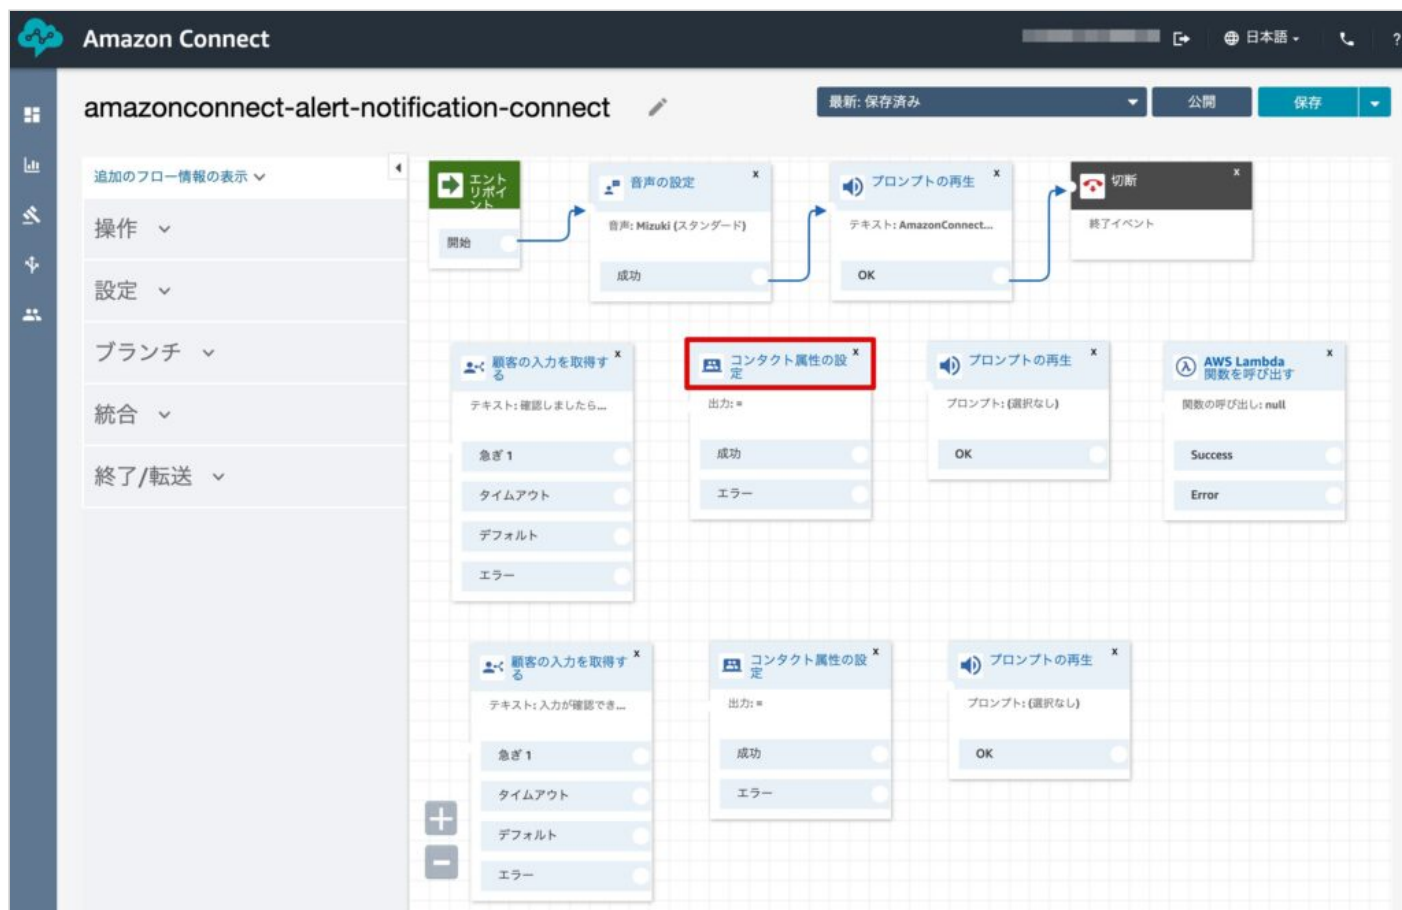 Amazon Connect
日本語
?
amazonconnect-alert-notification-connect
最新: 保存済み
公開
保存
追加のフロー情報の表示
操作
設定
ブランチ
統合
終了/転送
エント
リポイ
ント
開始
音声の設定
x
音声: Mizuki (スタンダード)
成功
プロンプトの再生
x
テキスト: AmazonConnect...
OK
切断
x
終了イベント
顧客の入力を取得す
る
x
テキスト: 確認しましたら...
急ぎ 1
タイムアウト
デフォルト
エラー
コンタクト属性の設
定
x
出力: =
成功
エラー
プロンプトの再生
x
プロンプト: (選択なし)
OK
AWS Lambda
関数を呼び出す
x
関数の呼び出し: null
Success
Error
顧客の入力を取得す
る
x
テキスト: 入力が確認でき...
急ぎ 1
タイムアウト
デフォルト
エラー
コンタクト属性の設
定
x
出力: =
成功
エラー
プロンプトの再生
x
プロンプト: (選択なし)
OK